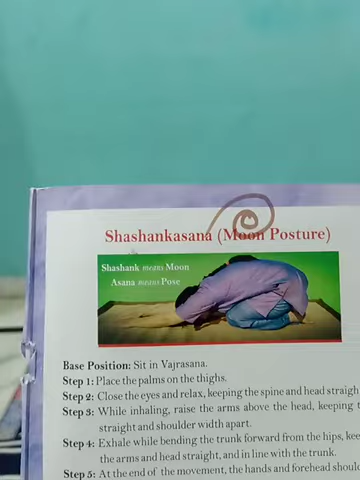 Shashankasana (Moon Posture)
Shashank means Moon
Asana means Pose
Base Position: Sit in Vajrasana.
Step 1: Place the palms on the thighs.
Step 2: Close the eyes and relax, keeping the spine and head straigh
Step 3: While inhaling, raise the arms above the head, keeping
straight and shoulder width apart.
Step 4: Exhale while bending the trunk forward from the hips, kee
the arms and head straight, and in line with the trunk.
Step 5: At the end of the movement, the hands and forehead shoul